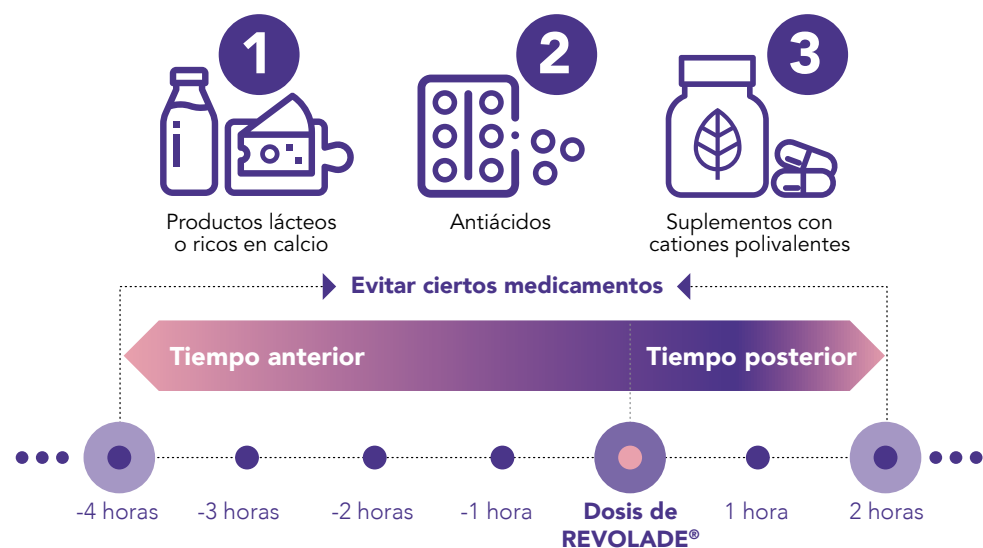 1
2
3
Productos lácteos
o ricos en calcio
Antiácidos
Suplementos con
cationes polivalentes
Evitar ciertos medicamentos
Tiempo anterior
Tiempo posterior
-4 horas
-3 horas
-2 horas
-1 hora
Dosis de
REVOLADE®
1 hora
2 horas